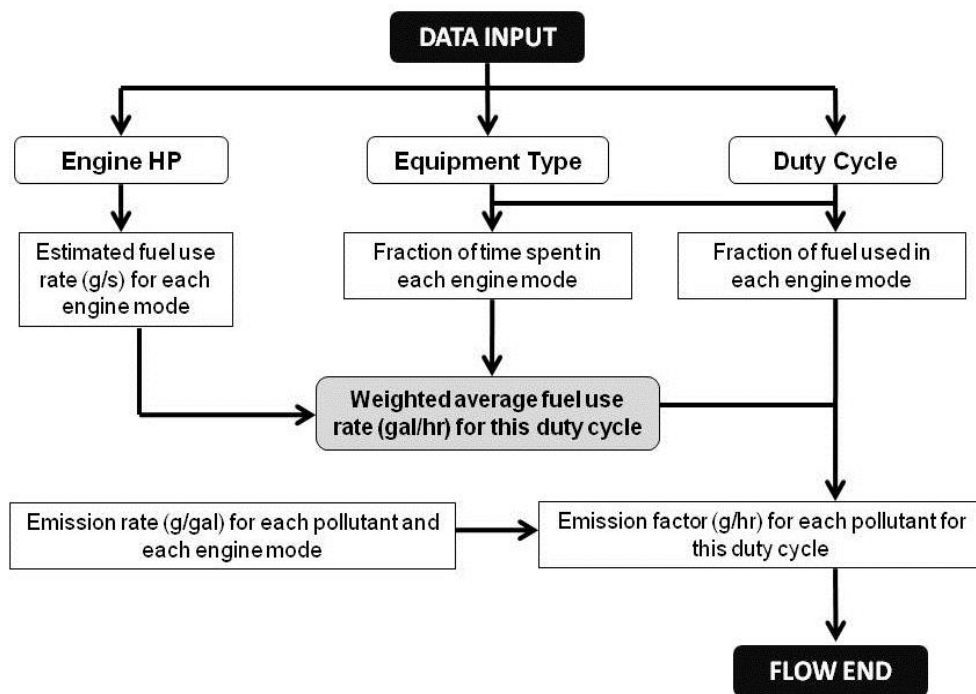 DATA INPUT
Engine HP
Equipment Type
Duty Cycle
Estimated fuel use
rate (g/s) for each
engine mode
Fraction of time spent in
each engine mode
Fraction of fuel used in
each engine mode
Weighted average fuel use
rate (gal/hr) for this duty cycle
Emission rate (g/gal) for each pollutant and
each engine mode
Emission factor (g/hr) for each pollutant for
this duty cycle
FLOW END